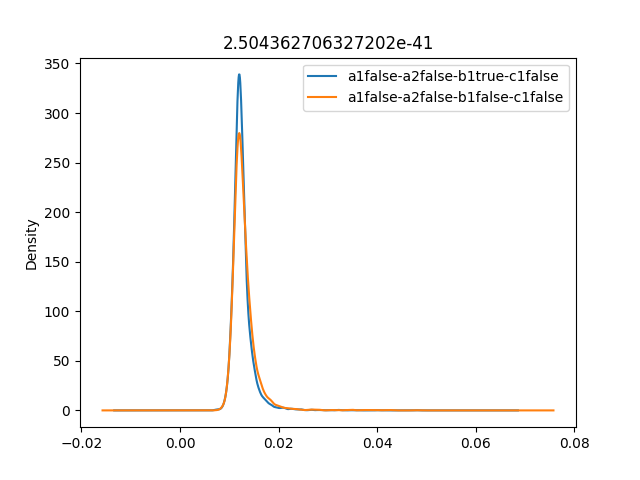 2.504362706327202e-41
a1false-a2false-b1true-c1false
a1false-a2false-b1false-c1false
Density
350
300
250
200
150
100
50
0
−0.02 0.00 0.02 0.04 0.06 0.08